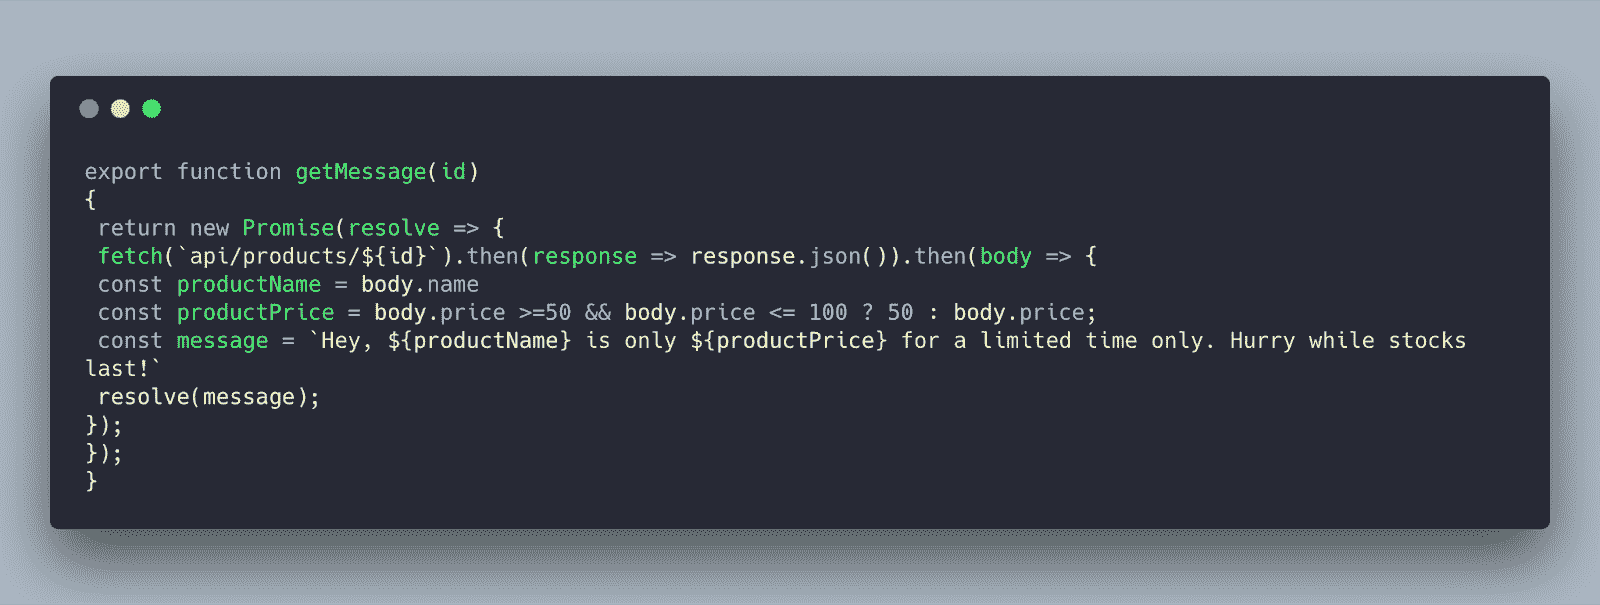 export function getMessage(id)
{
 return new Promise(resolve => {
 fetch(`api/products/${id}`).then(response => response.json()).then(body => {
 const productName = body.name
 const productPrice = body.price >=50 && body.price <= 100 ? 50 : body.price;
 const message = `Hey, ${productName} is only ${productPrice} for a limited time only. Hurry while stocks
last!`
 resolve(message);
});
});
}